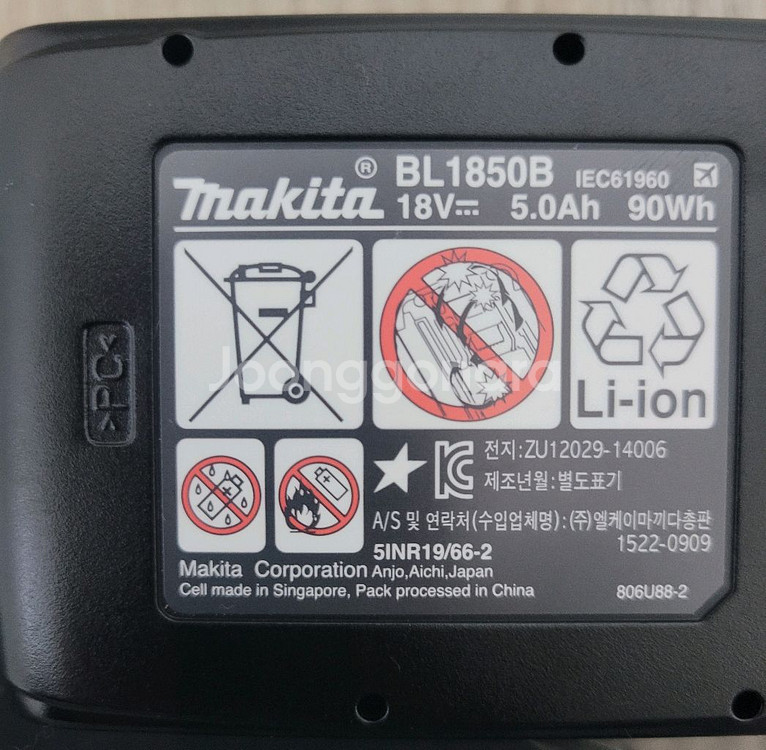 makita® BL1850B IEC61960
18V⎓ 5.0Ah 90Wh
>PC<
Joonggonara
Li-ion
전지:ZU12029-14006
제조년월:별도표기
A/S 및 연락처(수입업체명):(주)엘케이마끼다총판
1522-0909
5INR19/66-2
Makita Corporation Anjo,Aichi,Japan
Cell made in Singapore, Pack processed in China
806U88-2